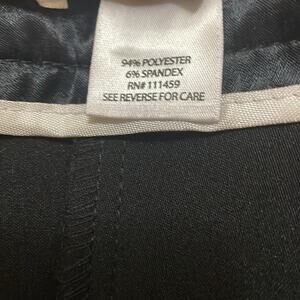 94% POLYESTER
6% SPANDEX
RN# 111459
SEE REVERSE FOR CARE